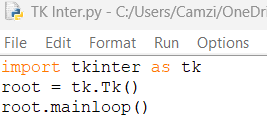 TK Inter.py - C:/Users/Camzi/OneDri
File Edit Format Run Options
import tkinter as tk
root = tk.Tk()
root.mainloop()